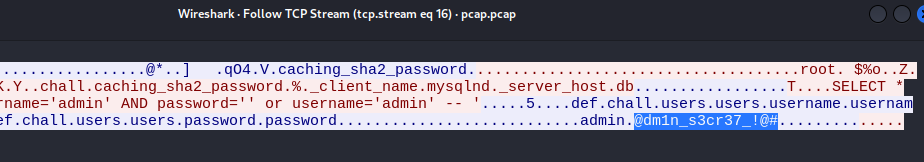 Wireshark · Follow TCP Stream (tcp.stream eq 16) · pcap.pcap
................@*..]  .qO4.V.caching_sha2_password.....................................root. $%o..Z.
K.Y..chall.caching_sha2_password.%._client_name.mysqlnd._server_host.db.................T....SELECT *
rname='admin' AND password='' or username='admin' -- '.....5....def.chall.users.users.username.usernam
ef.chall.users.users.password.password...........................admin.@dm1n_s3cr37_!@#..............